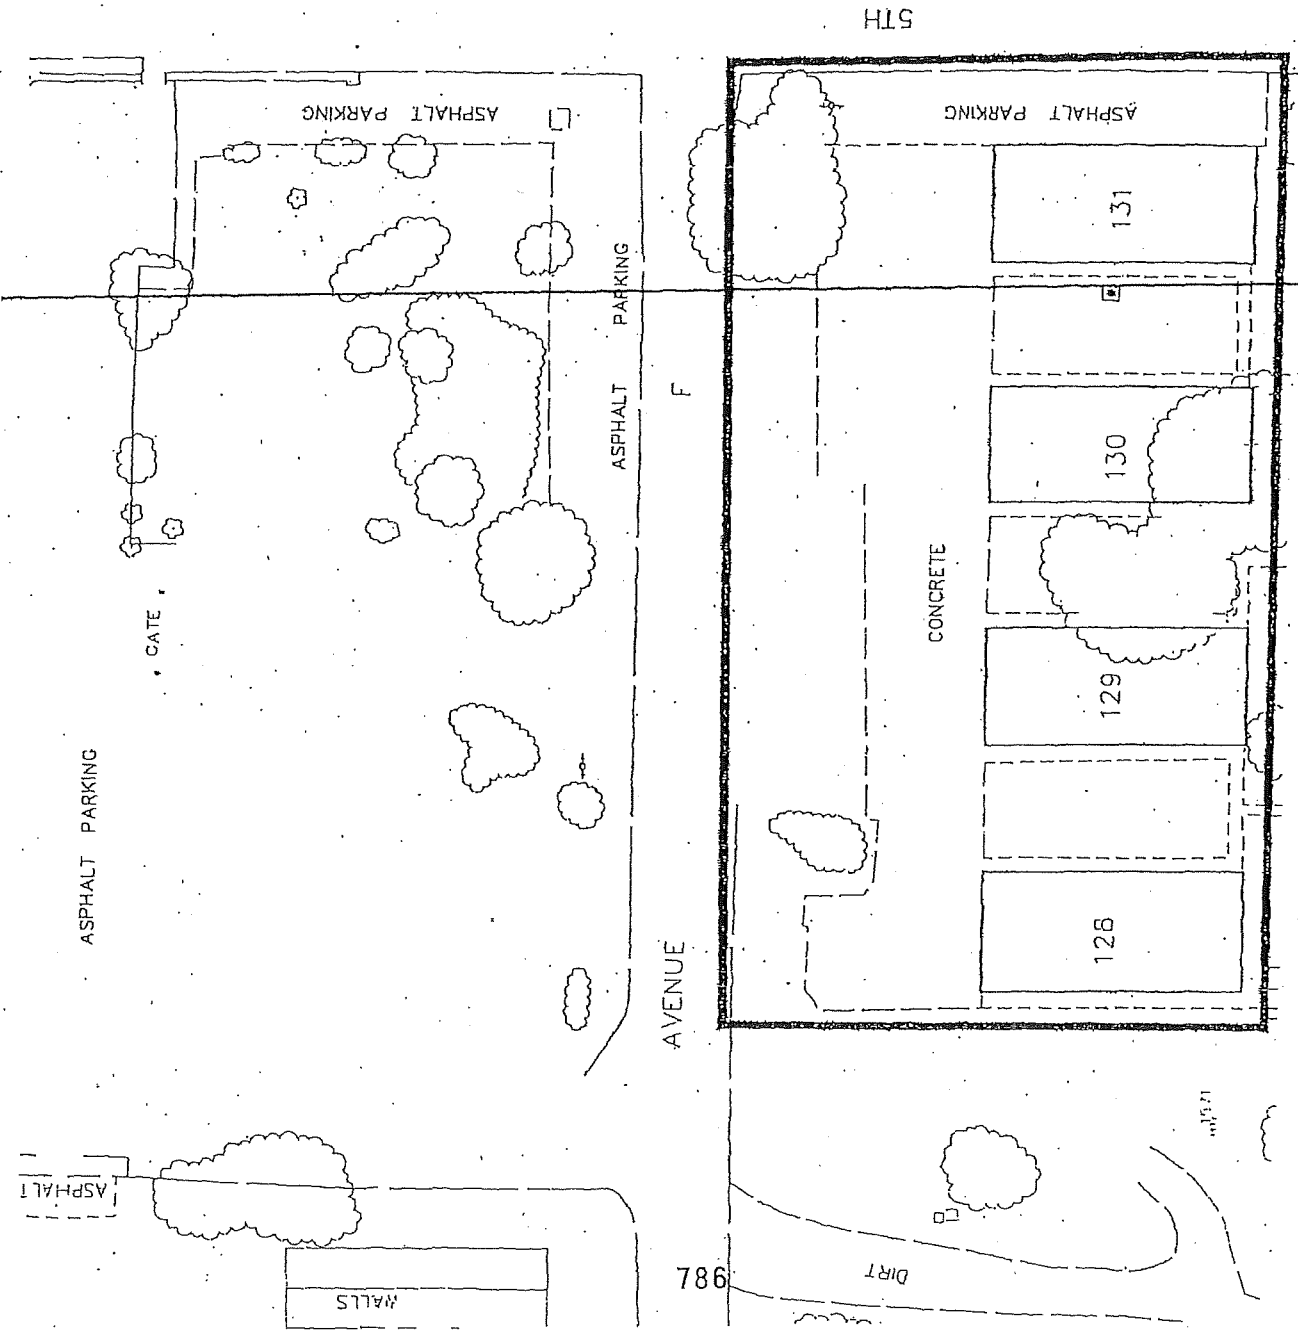 5TH
ASPHALT PARKING
ASPHALT PARKING
131
ASPHALT PARKING
F
130
CONCRETE
GATE
129
ASPHALT PARKING
128
AVENUE
ASPHALT
786
DIRT
WALLS